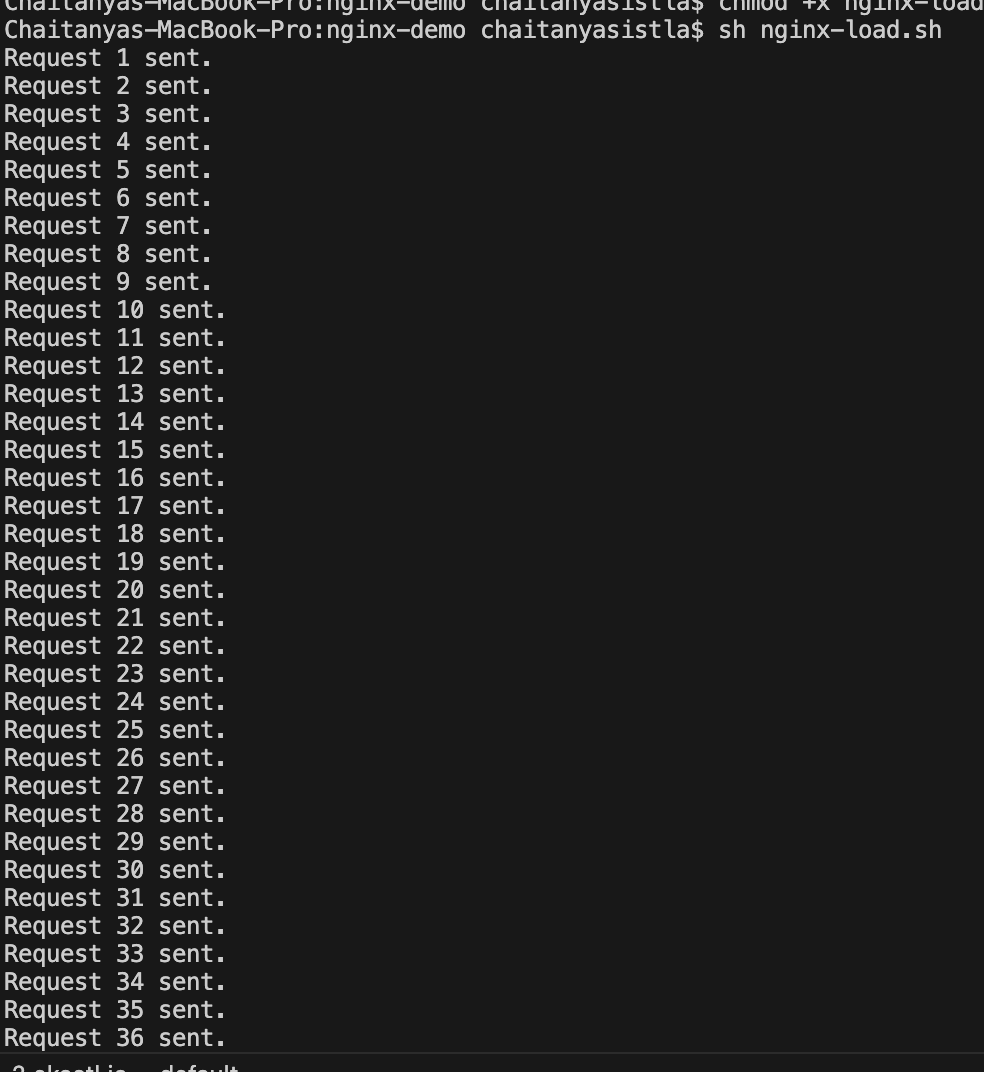 Chaitanyas-MacBook-Pro:nginx-demo chaitanyasistla$ chmod +x nginx-load
Chaitanyas-MacBook-Pro:nginx-demo chaitanyasistla$ sh nginx-load.sh
Request 1 sent.
Request 2 sent.
Request 3 sent.
Request 4 sent.
Request 5 sent.
Request 6 sent.
Request 7 sent.
Request 8 sent.
Request 9 sent.
Request 10 sent.
Request 11 sent.
Request 12 sent.
Request 13 sent.
Request 14 sent.
Request 15 sent.
Request 16 sent.
Request 17 sent.
Request 18 sent.
Request 19 sent.
Request 20 sent.
Request 21 sent.
Request 22 sent.
Request 23 sent.
Request 24 sent.
Request 25 sent.
Request 26 sent.
Request 27 sent.
Request 28 sent.
Request 29 sent.
Request 30 sent.
Request 31 sent.
Request 32 sent.
Request 33 sent.
Request 34 sent.
Request 35 sent.
Request 36 sent.
default